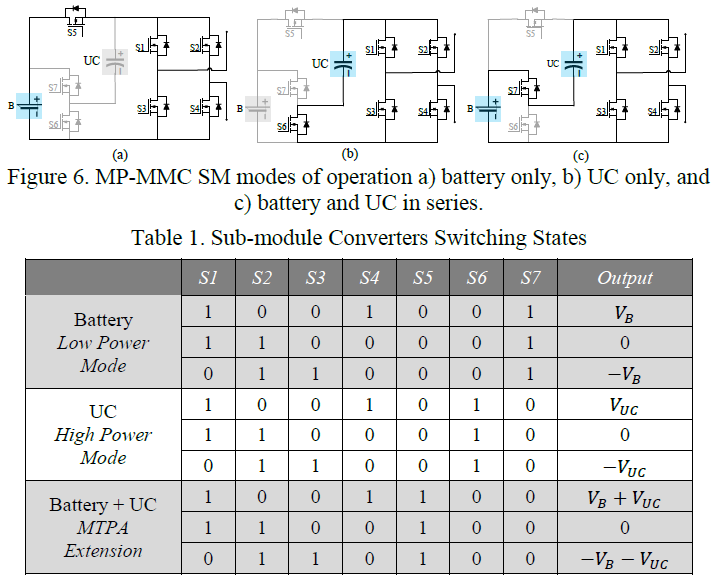 S5 S5 S5
UC S1 S2 UC S1 S2 UC S1 S2
S7 S7 S7
B S6 S3 S4 B S6 S3 S4 B S6 S3 S4
(a) (b) (c)
Figure 6. MP-MMC SM modes of operation a) battery only, b) UC only, and
c) battery and UC in series.
Table 1. Sub-module Converters Switching States
S1 S2 S3 S4 S5 S6 S7 Output
Battery
Low Power
Mode
1 0 0 1 0 0 1 V_B
1 1 0 0 0 0 1 0
0 1 1 0 0 0 1 −V_B
UC
High Power
Mode
1 0 0 1 0 1 0 V_UC
1 1 0 0 0 1 0 0
0 1 1 0 0 1 0 −V_UC
Battery + UC
MTPA
Extension
1 0 0 1 1 0 0 V_B + V_UC
1 1 0 0 1 0 0 0
0 1 1 0 1 0 0 −V_B − V_UC